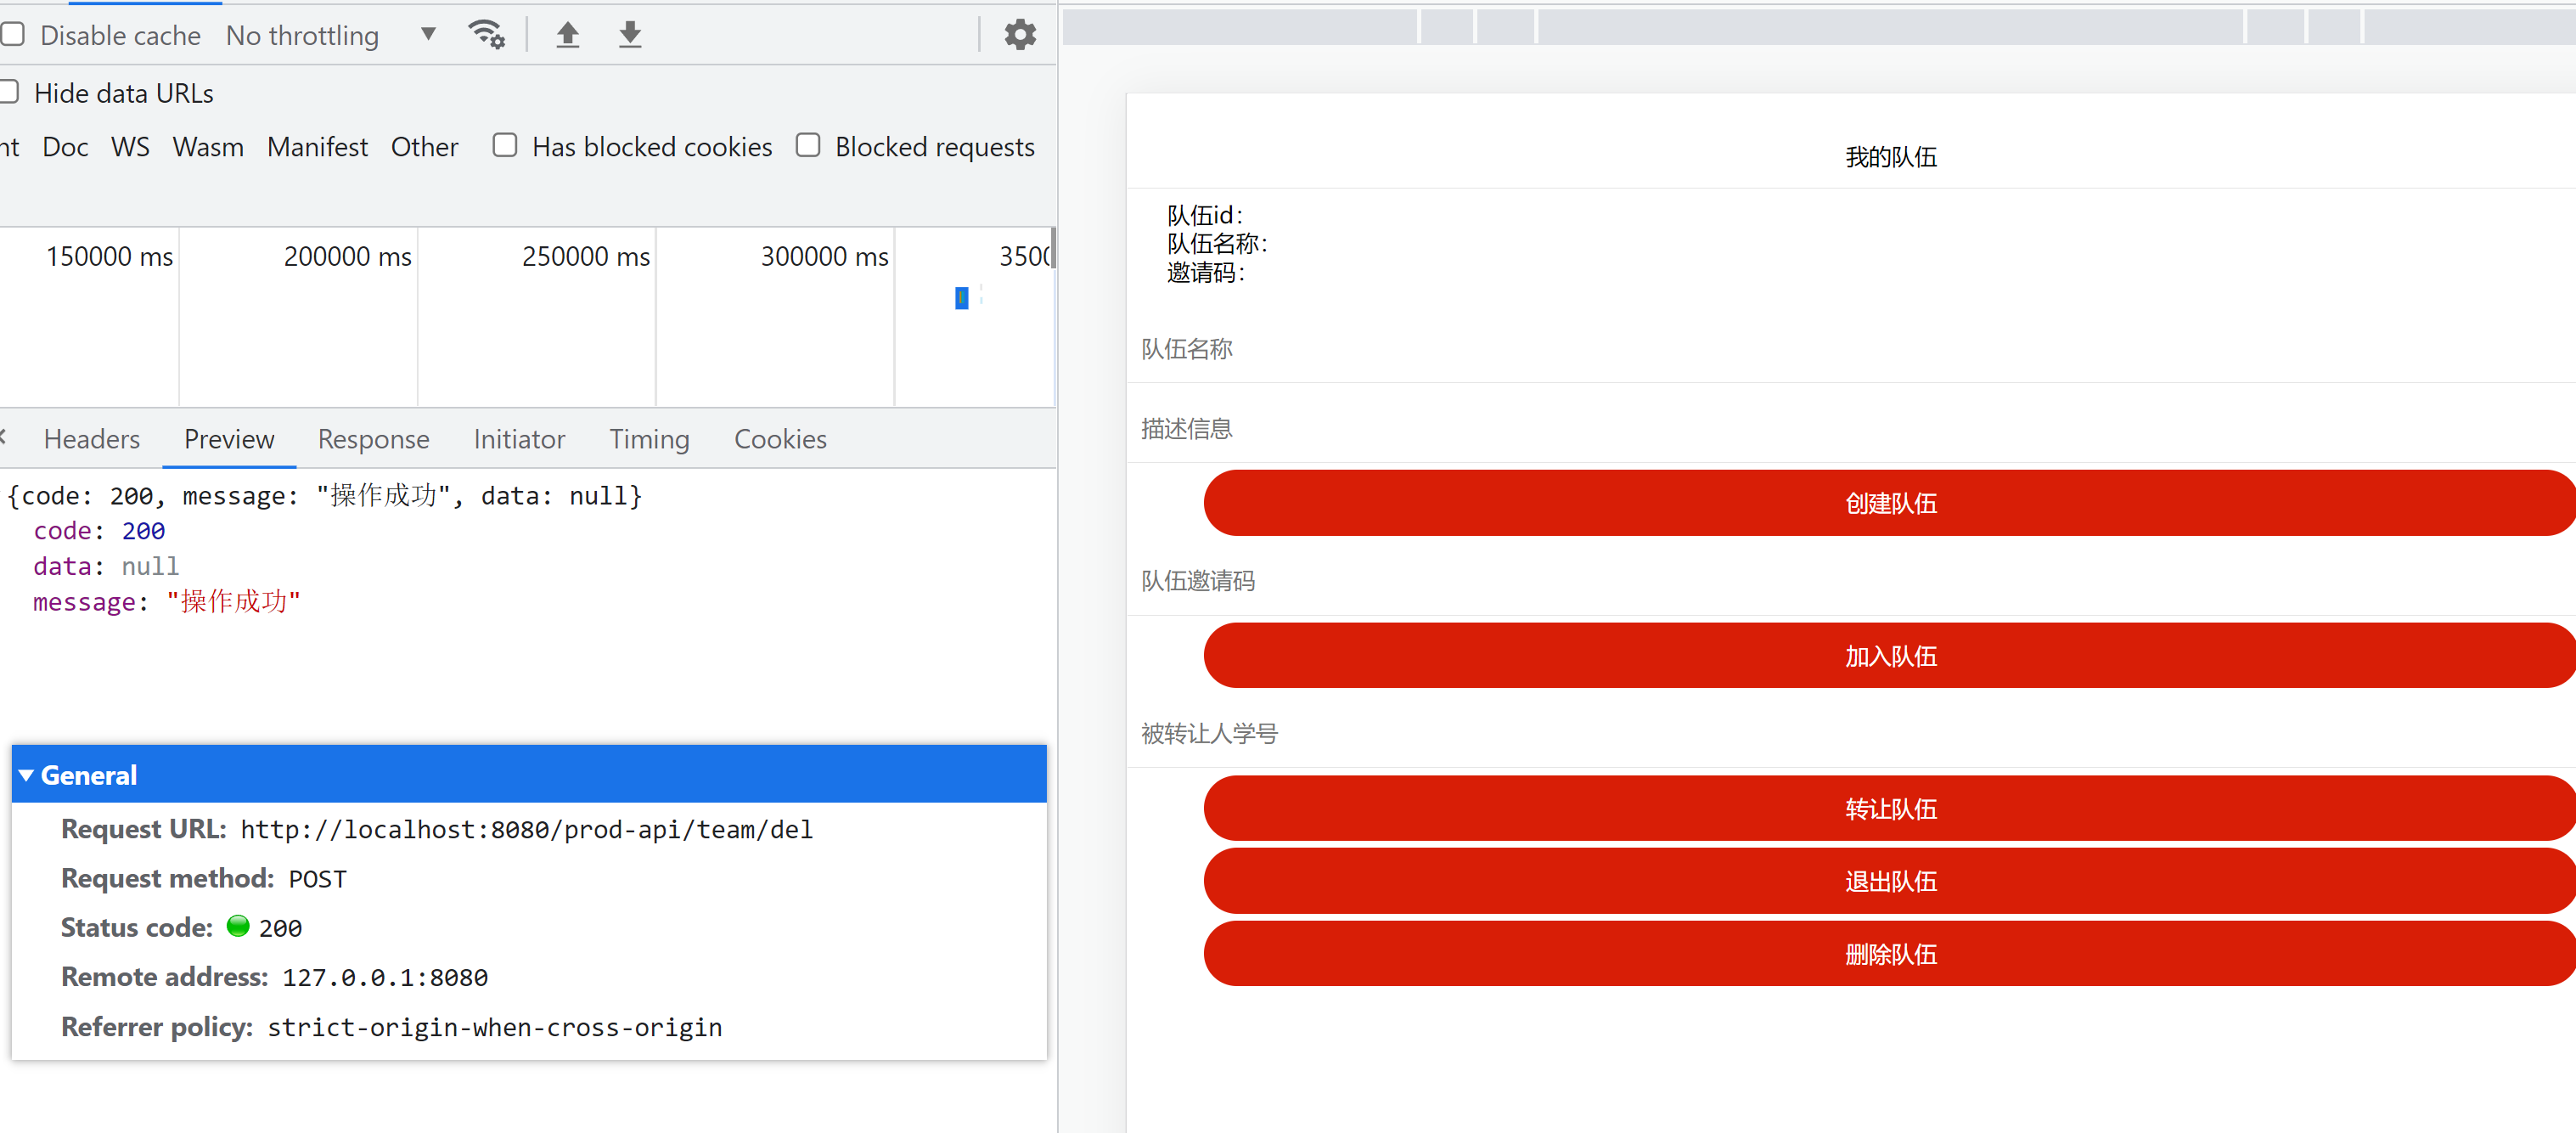 Disable cache No throttling
Hide data URLs
nt Doc WS Wasm Manifest Other Has blocked cookies Blocked requests
150000 ms 200000 ms 250000 ms 300000 ms 3500
Headers Preview Response Initiator Timing Cookies
{code: 200, message: "操作成功", data: null}
code: 200
data: null
message: "操作成功"
General
Request URL: http://localhost:8080/prod-api/team/del
Request method: POST
Status code: 200
Remote address: 127.0.0.1:8080
Referrer policy: strict-origin-when-cross-origin
我的队伍
队伍id:
队伍名称:
邀请码:
队伍名称
描述信息
创建队伍
队伍邀请码
加入队伍
被转让人学号
转让队伍
退出队伍
删除队伍